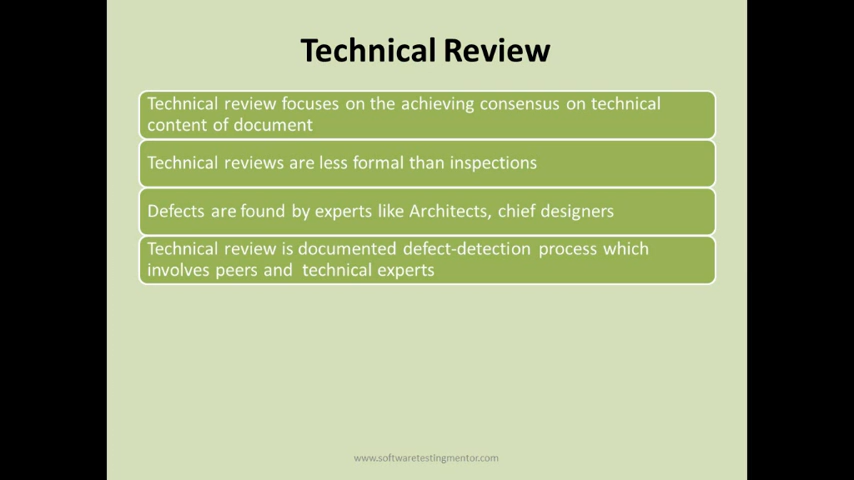 Technical Review
Technical review focuses on the achieving consensus on technical
content of document
Technical reviews are less formal than inspections
Defects are found by experts like Architects, chief designers
Technical review is documented defect-detection process which
involves peers and technical experts
www.softwaretestingmentor.com